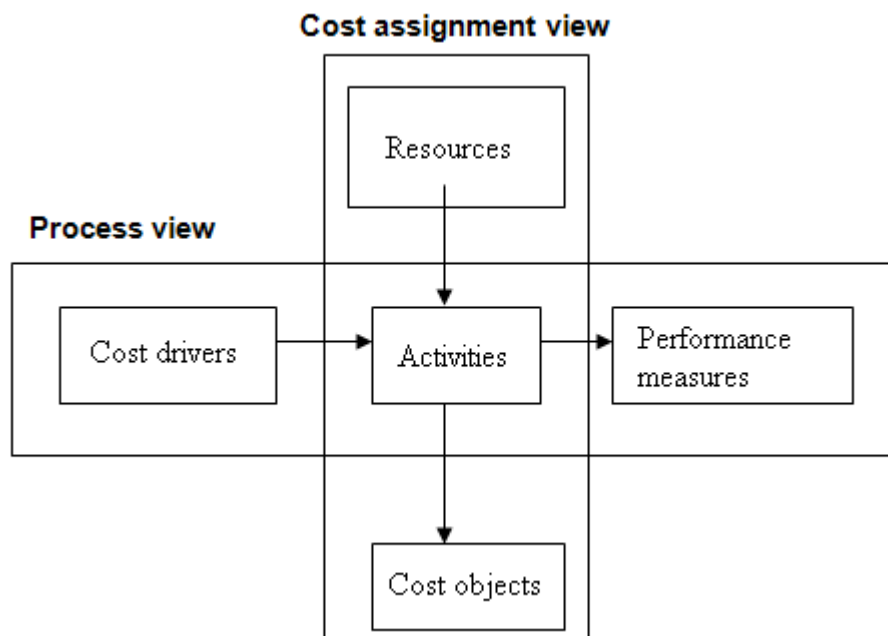 Cost assignment view
Resources
Process view
Cost drivers
Activities
Performance
measures
Cost objects